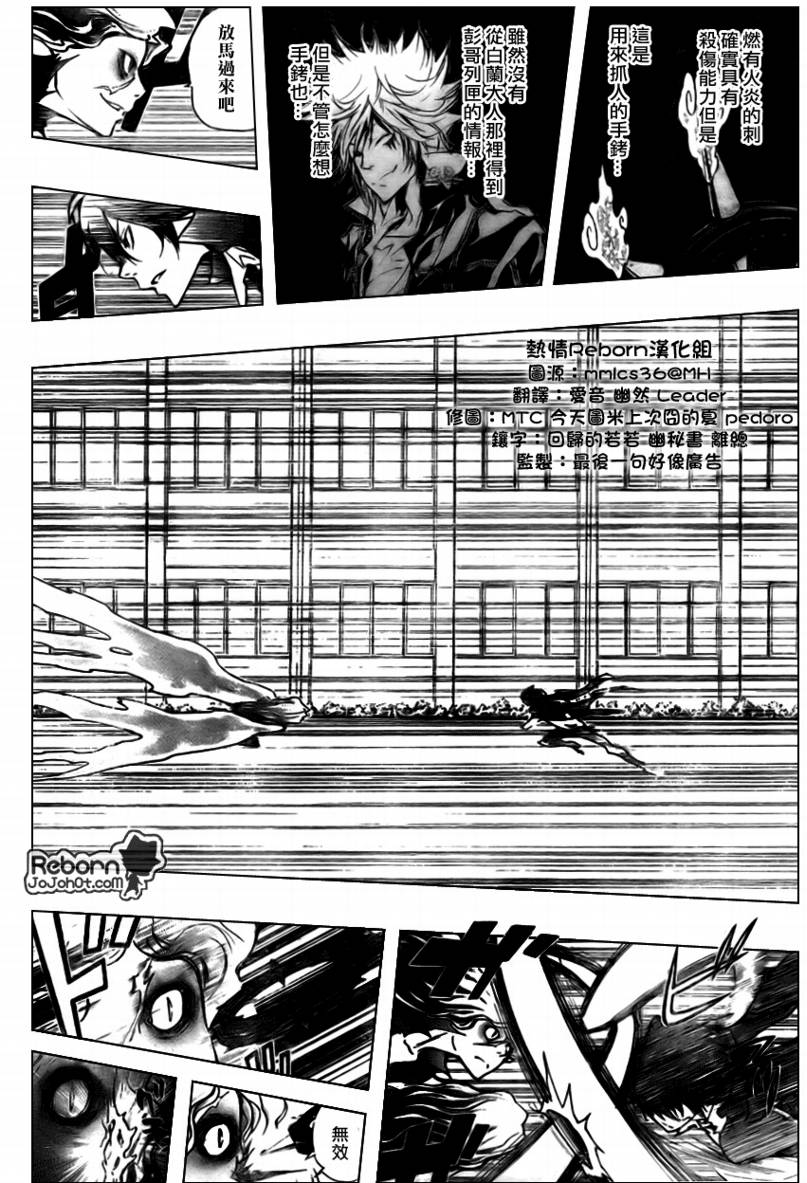 燃有火炎的刺
確實具有
殺傷能力但是
這是
用來抓人的手銬…
雖然沒有
從白蘭大人那裡得到
彭哥列匣的情報…
但是不管怎麼想
手銬也…
放馬過來吧
熱情Reborn漢化組
圖源：mmlcs36@MH
翻譯：愛音 幽然 Leader
修圖：MTC 今天圖米上次囧的夏 pedoro
鑲字：回歸的若若 幽秘書 離總
監製：最後一句好像廣告
Reborn
JoJoHot.com
無效